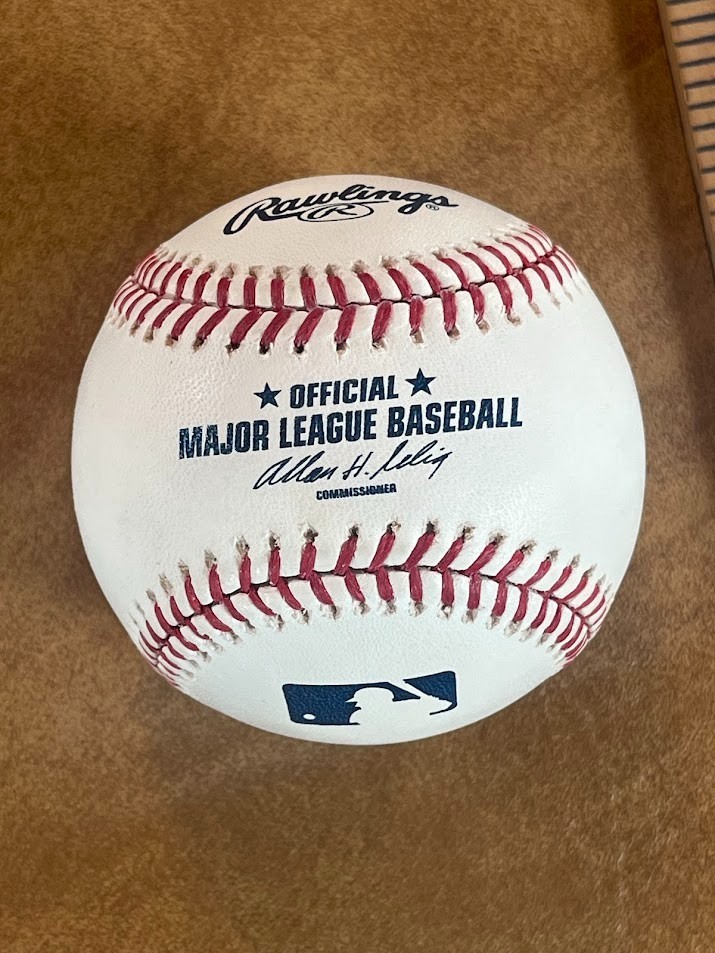 Rawlings®
R
★ OFFICIAL ★
MAJOR LEAGUE BASEBALL
Allan H. Selig
COMMISSIONER